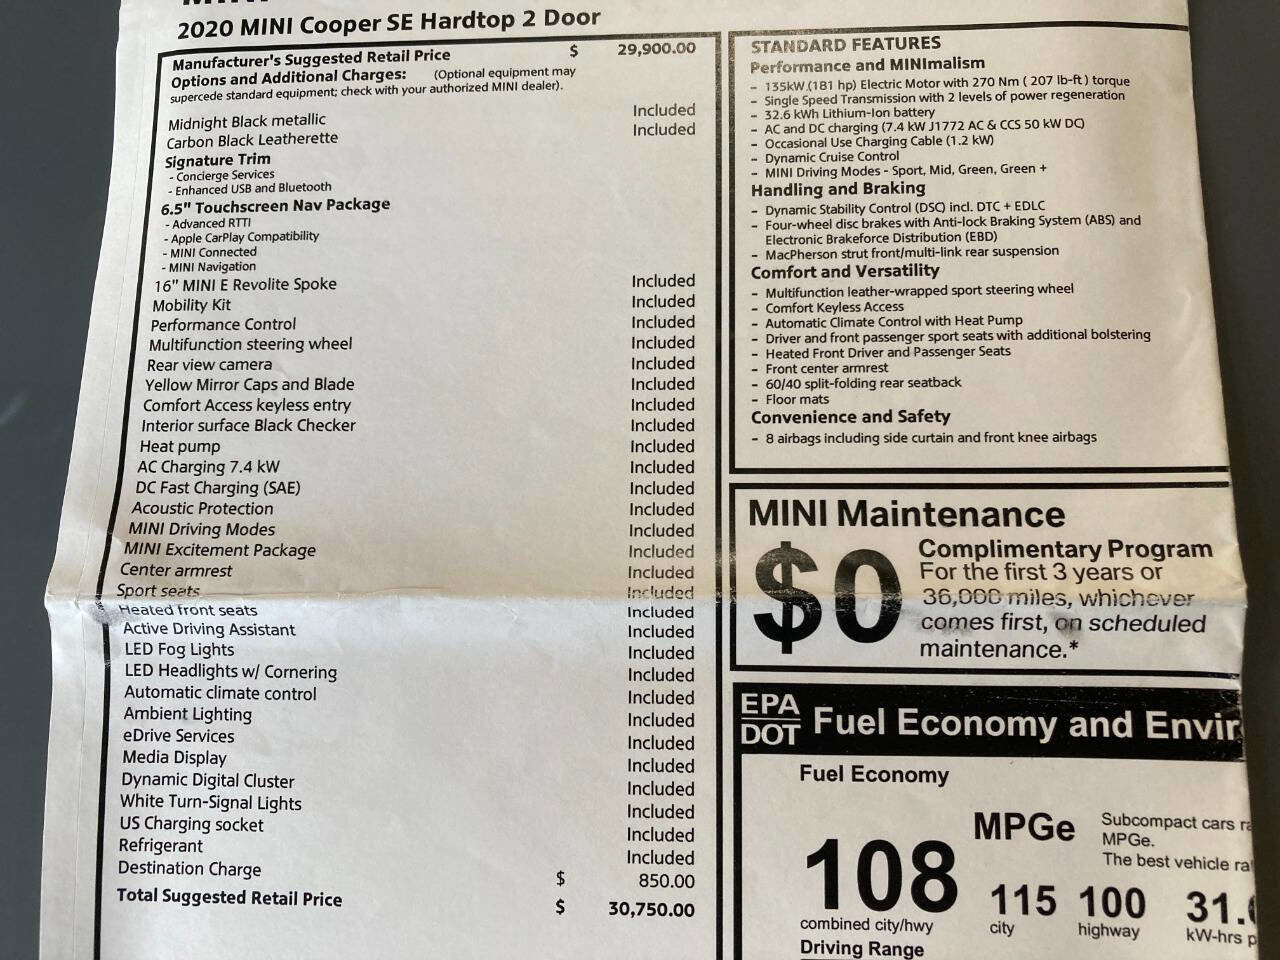 2020 MINI Cooper SE Hardtop 2 Door
Manufacturer's Suggested Retail Price $ 29,900.00
Options and Additional Charges: (Optional equipment may
supercede standard equipment; check with your authorized MINI dealer).
Midnight Black metallic Included
Carbon Black Leatherette Included
Signature Trim
- Concierge Services
- Enhanced USB and Bluetooth
6.5" Touchscreen Nav Package
- Advanced RTTI
- Apple CarPlay Compatibility
- MINI Connected
- MINI Navigation
16" MINI E Revolite Spoke Included
Mobility Kit Included
Performance Control Included
Multifunction steering wheel Included
Rear view camera Included
Yellow Mirror Caps and Blade Included
Comfort Access keyless entry Included
Interior surface Black Checker Included
Heat pump Included
AC Charging 7.4 kW Included
DC Fast Charging (SAE) Included
Acoustic Protection Included
MINI Driving Modes Included
MINI Excitement Package Included
Center armrest Included
Sport seats Included
Heated front seats Included
Active Driving Assistant Included
LED Fog Lights Included
LED Headlights w/ Cornering Included
Automatic climate control Included
Ambient Lighting Included
eDrive Services Included
Media Display Included
Dynamic Digital Cluster Included
White Turn-Signal Lights Included
US Charging socket Included
Refrigerant Included
Destination Charge $ 850.00
Total Suggested Retail Price $ 30,750.00
STANDARD FEATURES
Performance and MINImalism
- 135kW (181 hp) Electric Motor with 270 Nm ( 207 lb-ft ) torque
- Single Speed Transmission with 2 levels of power regeneration
- 32.6 kWh Lithium-Ion battery
- AC and DC charging (7.4 kW J1772 AC & CCS 50 kW DC)
- Occasional Use Charging Cable (1.2 kW)
- Dynamic Cruise Control
- MINI Driving Modes - Sport, Mid, Green, Green +
Handling and Braking
- Dynamic Stability Control (DSC) incl. DTC + EDLC
- Four-wheel disc brakes with Anti-lock Braking System (ABS) and
Electronic Brakeforce Distribution (EBD)
- MacPherson strut front/multi-link rear suspension
Comfort and Versatility
- Multifunction leather-wrapped sport steering wheel
- Comfort Keyless Access
- Automatic Climate Control with Heat Pump
- Driver and front passenger sport seats with additional bolstering
- Heated Front Driver and Passenger Seats
- Front center armrest
- 60/40 split-folding rear seatback
- Floor mats
Convenience and Safety
- 8 airbags including side curtain and front knee airbags
MINI Maintenance
$0
Complimentary Program
For the first 3 years or
36,000 miles, whichever
comes first, on scheduled
maintenance.*
EPA
DOT
Fuel Economy and Envir
Fuel Economy
108
combined city/hwy
MPGe
115
city
100
highway
Subcompact cars ra
MPGe.
The best vehicle ra
31.
kW-hrs p
Driving Range